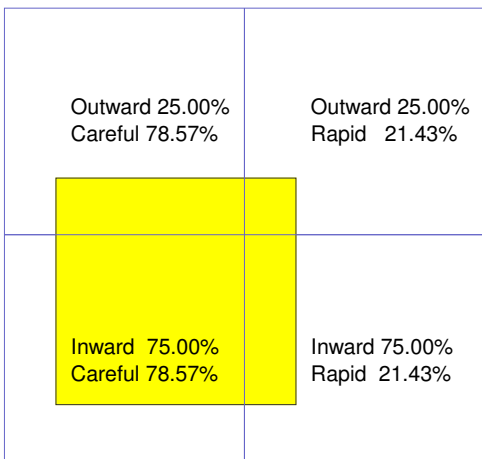 Outward 25.00%
Careful 78.57%
Outward 25.00%
Rapid 21.43%
Inward 75.00%
Careful 78.57%
Inward 75.00%
Rapid 21.43%